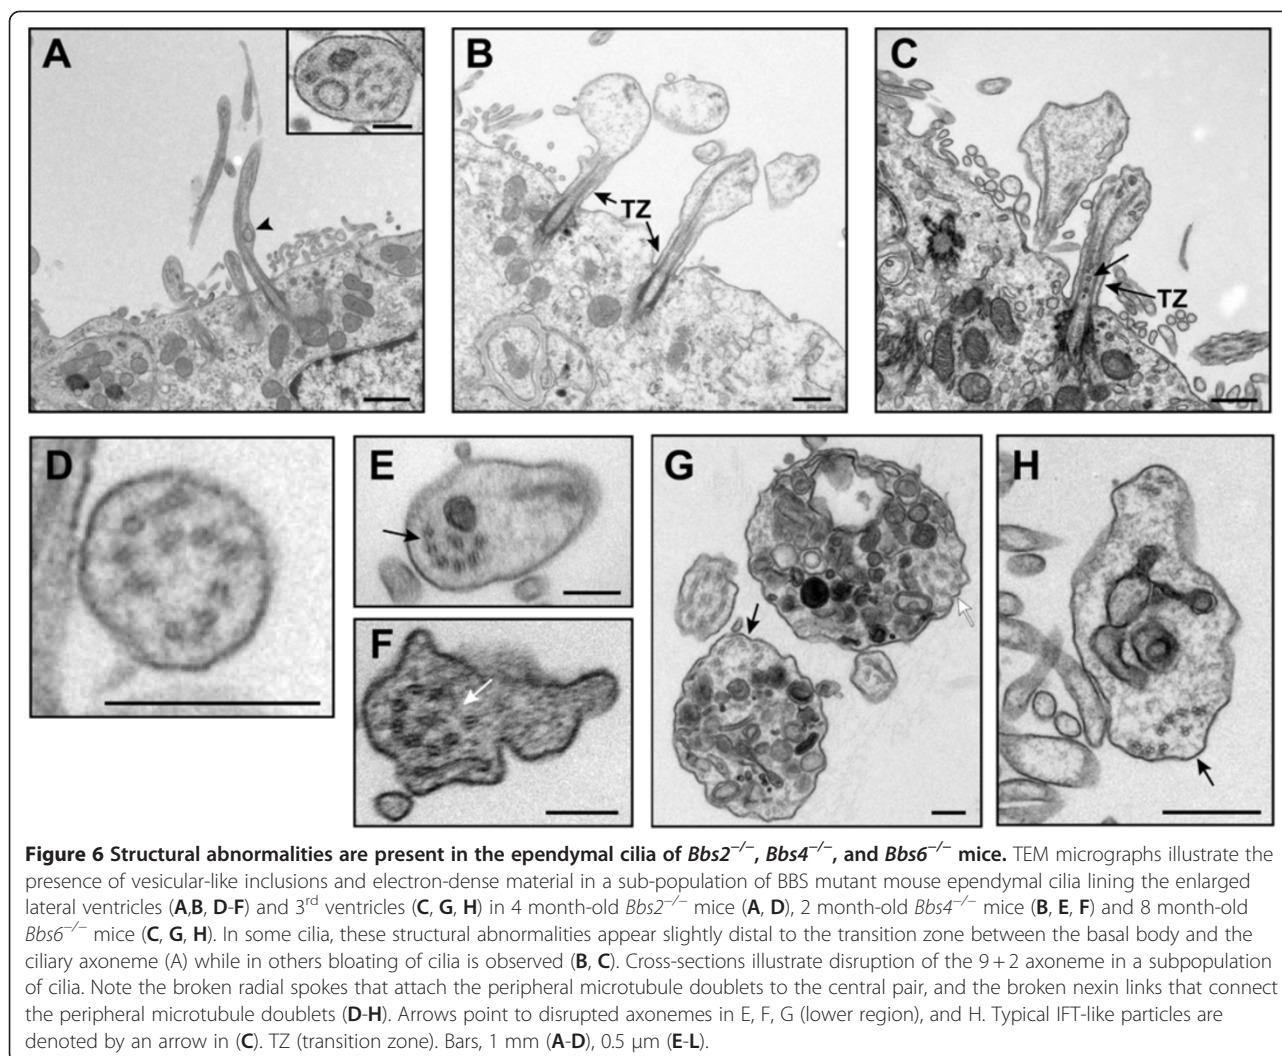 A
B
C
TZ
TZ
D
E
F
G
H
Figure 6 Structural abnormalities are present in the ependymal cilia of Bbs2−/−, Bbs4−/−, and Bbs6−/− mice. TEM micrographs illustrate the
presence of vesicular-like inclusions and electron-dense material in a sub-population of BBS mutant mouse ependymal cilia lining the enlarged
lateral ventricles (A,B, D-F) and 3rd ventricles (C, G, H) in 4 month-old Bbs2−/− mice (A, D), 2 month-old Bbs4−/− mice (B, E, F) and 8 month-old
Bbs6−/− mice (C, G, H). In some cilia, these structural abnormalities appear slightly distal to the transition zone between the basal body and the
ciliary axoneme (A) while in others bloating of cilia is observed (B, C). Cross-sections illustrate disruption of the 9 + 2 axoneme in a subpopulation
of cilia. Note the broken radial spokes that attach the peripheral microtubule doublets to the central pair, and the broken nexin links that connect
the peripheral microtubule doublets (D-H). Arrows point to disrupted axonemes in E, F, G (lower region), and H. Typical IFT-like particles are
denoted by an arrow in (C). TZ (transition zone). Bars, 1 mm (A-D), 0.5 μm (E-L).